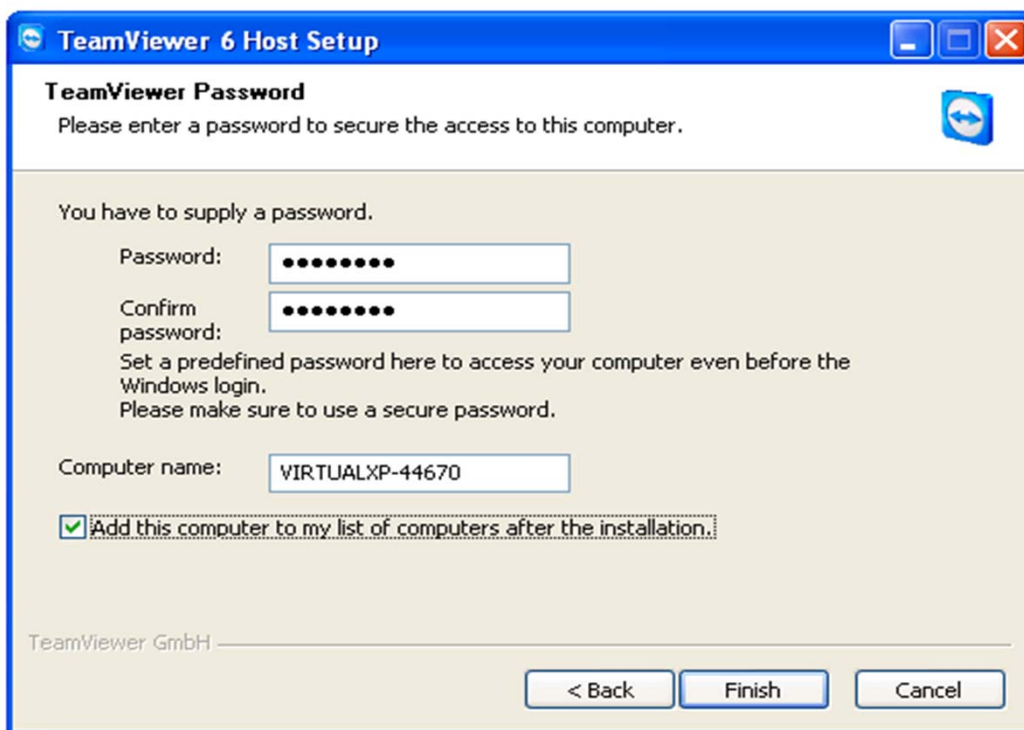 TeamViewer 6 Host Setup
TeamViewer Password
Please enter a password to secure the access to this computer.
You have to supply a password.
Password: ●●●●●●●●
Confirm
password: ●●●●●●●●
Set a predefined password here to access your computer even before the
Windows login.
Please make sure to use a secure password.
Computer name: VIRTUALXP-44670
Add this computer to my list of computers after the installation.
TeamViewer GmbH
< Back Finish Cancel